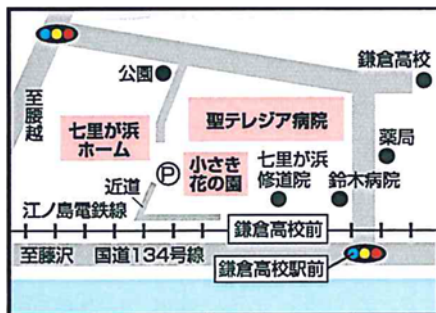 公園
鎌倉高校
至腰越
七里が浜
ホーム
聖テレジア病院
薬局
Ⓟ
小さき
花の園
七里が浜
修道院
鈴木病院
近道
江ノ島電鉄線
鎌倉高校前
至藤沢
国道134号線
鎌倉高校駅前